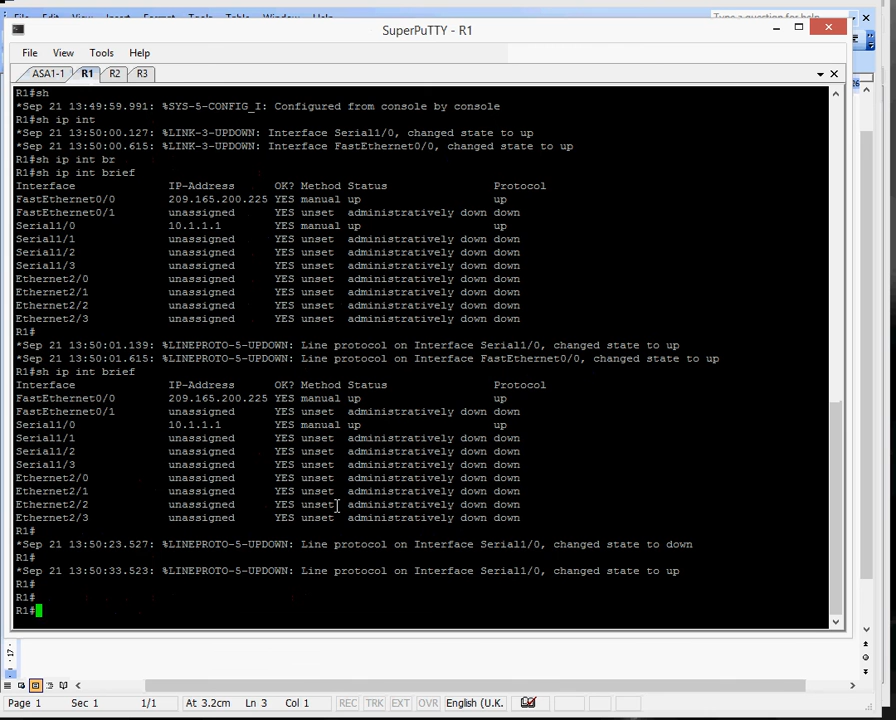 File Edit View Insert Format Tools Table Window Help
Type a question for help
SuperPuTTY - R1
File View Tools Help
ASA1-1 R1 R2 R3
R1#sh
*Sep 21 13:49:59.991: %SYS-5-CONFIG_I: Configured from console by console
R1#sh ip int
*Sep 21 13:50:00.127: %LINK-3-UPDOWN: Interface Serial1/0, changed state to up
*Sep 21 13:50:00.615: %LINK-3-UPDOWN: Interface FastEthernet0/0, changed state to up
R1#sh ip int br
R1#sh ip int brief
Interface IP-Address OK? Method Status Protocol
FastEthernet0/0 209.165.200.225 YES manual up up
FastEthernet0/1 unassigned YES unset administratively down down
Serial1/0 10.1.1.1 YES manual up up
Serial1/1 unassigned YES unset administratively down down
Serial1/2 unassigned YES unset administratively down down
Serial1/3 unassigned YES unset administratively down down
Ethernet2/0 unassigned YES unset administratively down down
Ethernet2/1 unassigned YES unset administratively down down
Ethernet2/2 unassigned YES unset administratively down down
Ethernet2/3 unassigned YES unset administratively down down
R1#
*Sep 21 13:50:01.139: %LINEPROTO-5-UPDOWN: Line protocol on Interface Serial1/0, changed state to up
*Sep 21 13:50:01.615: %LINEPROTO-5-UPDOWN: Line protocol on Interface FastEthernet0/0, changed state to up
R1#sh ip int brief
Interface IP-Address OK? Method Status Protocol
FastEthernet0/0 209.165.200.225 YES manual up up
FastEthernet0/1 unassigned YES unset administratively down down
Serial1/0 10.1.1.1 YES manual up up
Serial1/1 unassigned YES unset administratively down down
Serial1/2 unassigned YES unset administratively down down
Serial1/3 unassigned YES unset administratively down down
Ethernet2/0 unassigned YES unset administratively down down
Ethernet2/1 unassigned YES unset administratively down down
Ethernet2/2 unassigned YES unset administratively down down
Ethernet2/3 unassigned YES unset administratively down down
R1#
*Sep 21 13:50:23.527: %LINEPROTO-5-UPDOWN: Line protocol on Interface Serial1/0, changed state to down
R1#
*Sep 21 13:50:33.523: %LINEPROTO-5-UPDOWN: Line protocol on Interface Serial1/0, changed state to up
R1#
R1#
R1#
Page 1 Sec 1 1/1 At 3.2cm Ln 3 Col 1 REC TRK EXT OVR English (U.K.